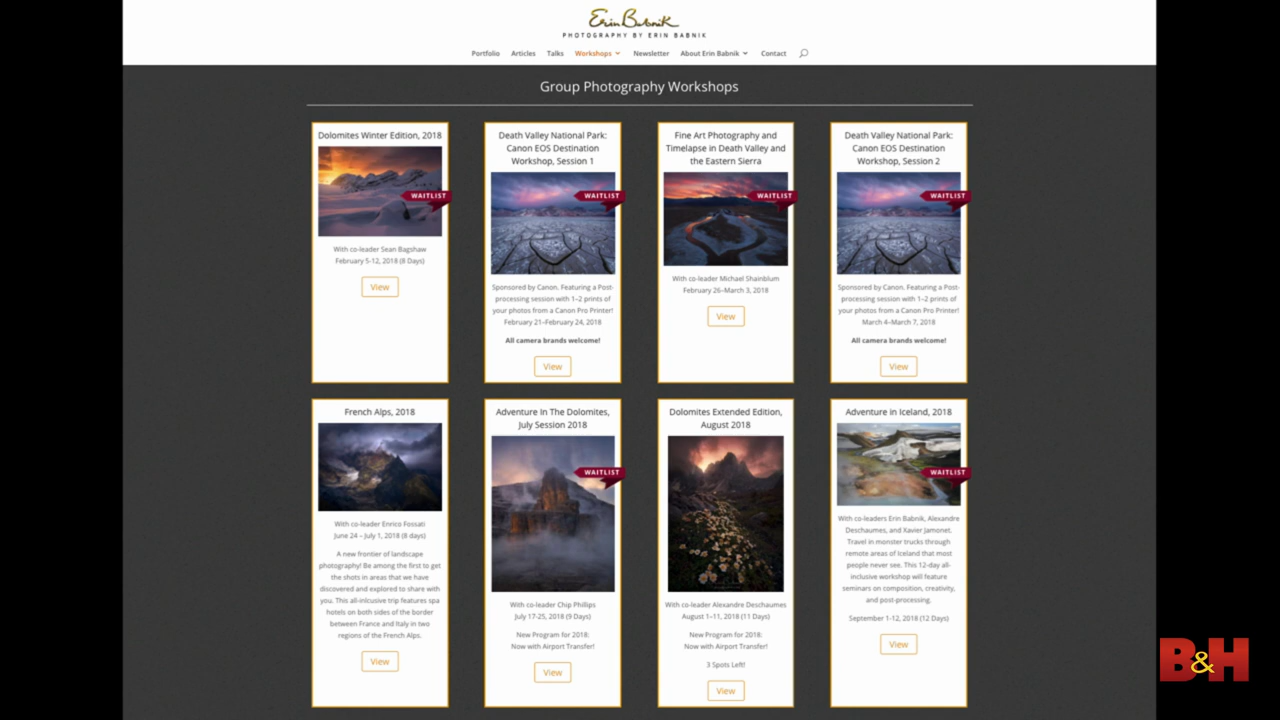 Erin Babnik
PHOTOGRAPHY BY ERIN BABNIK
Portfolio Articles Talks Workshops Newsletter About Erin Babnik Contact
Group Photography Workshops
Dolomites Winter Edition, 2018
WAITLIST
With co-leader Sean Bagshaw
February 5-12, 2018 (8 Days)
View
Death Valley National Park:
Canon EOS Destination
Workshop, Session 1
WAITLIST
Sponsored by Canon. Featuring a Post-
processing session with 1–2 prints of
your photos from a Canon Pro Printer!
February 21–February 24, 2018
All camera brands welcome!
View
Fine Art Photography and
Timelapse in Death Valley and
the Eastern Sierra
WAITLIST
With co-leader Michael Shainblum
February 26–March 3, 2018
View
Death Valley National Park:
Canon EOS Destination
Workshop, Session 2
WAITLIST
Sponsored by Canon. Featuring a Post-
processing session with 1–2 prints of
your photos from a Canon Pro Printer!
March 4–March 7, 2018
All camera brands welcome!
View
French Alps, 2018
With co-leader Enrico Fossati
June 24 – July 1, 2018 (8 days)
A new frontier of landscape
photography! Be among the first to get
the shots in areas that we have
discovered and explored to share with
you. This all-inlcusive trip features spa
hotels on both sides of the border
between France and Italy in two
regions of the French Alps.
View
Adventure In The Dolomites,
July Session 2018
WAITLIST
With co-leader Chip Phillips
July 17-25, 2018 (9 Days)
New Program for 2018:
Now with Airport Transfer!
View
Dolomites Extended Edition,
August 2018
With co-leader Alexandre Deschaumes
August 1–11, 2018 (11 Days)
New Program for 2018:
Now with Airport Transfer!
3 Spots Left!
View
Adventure in Iceland, 2018
WAITLIST
With co-leaders Erin Babnik, Alexandre
Deschaumes, and Xavier Jamonet.
Travel in monster trucks through
remote areas of Iceland that most
people never see. This 12-day all-
inclusive workshop will feature
seminars on composition, creativity,
and post-processing.
September 1-12, 2018 (12 Days)
View
B&H